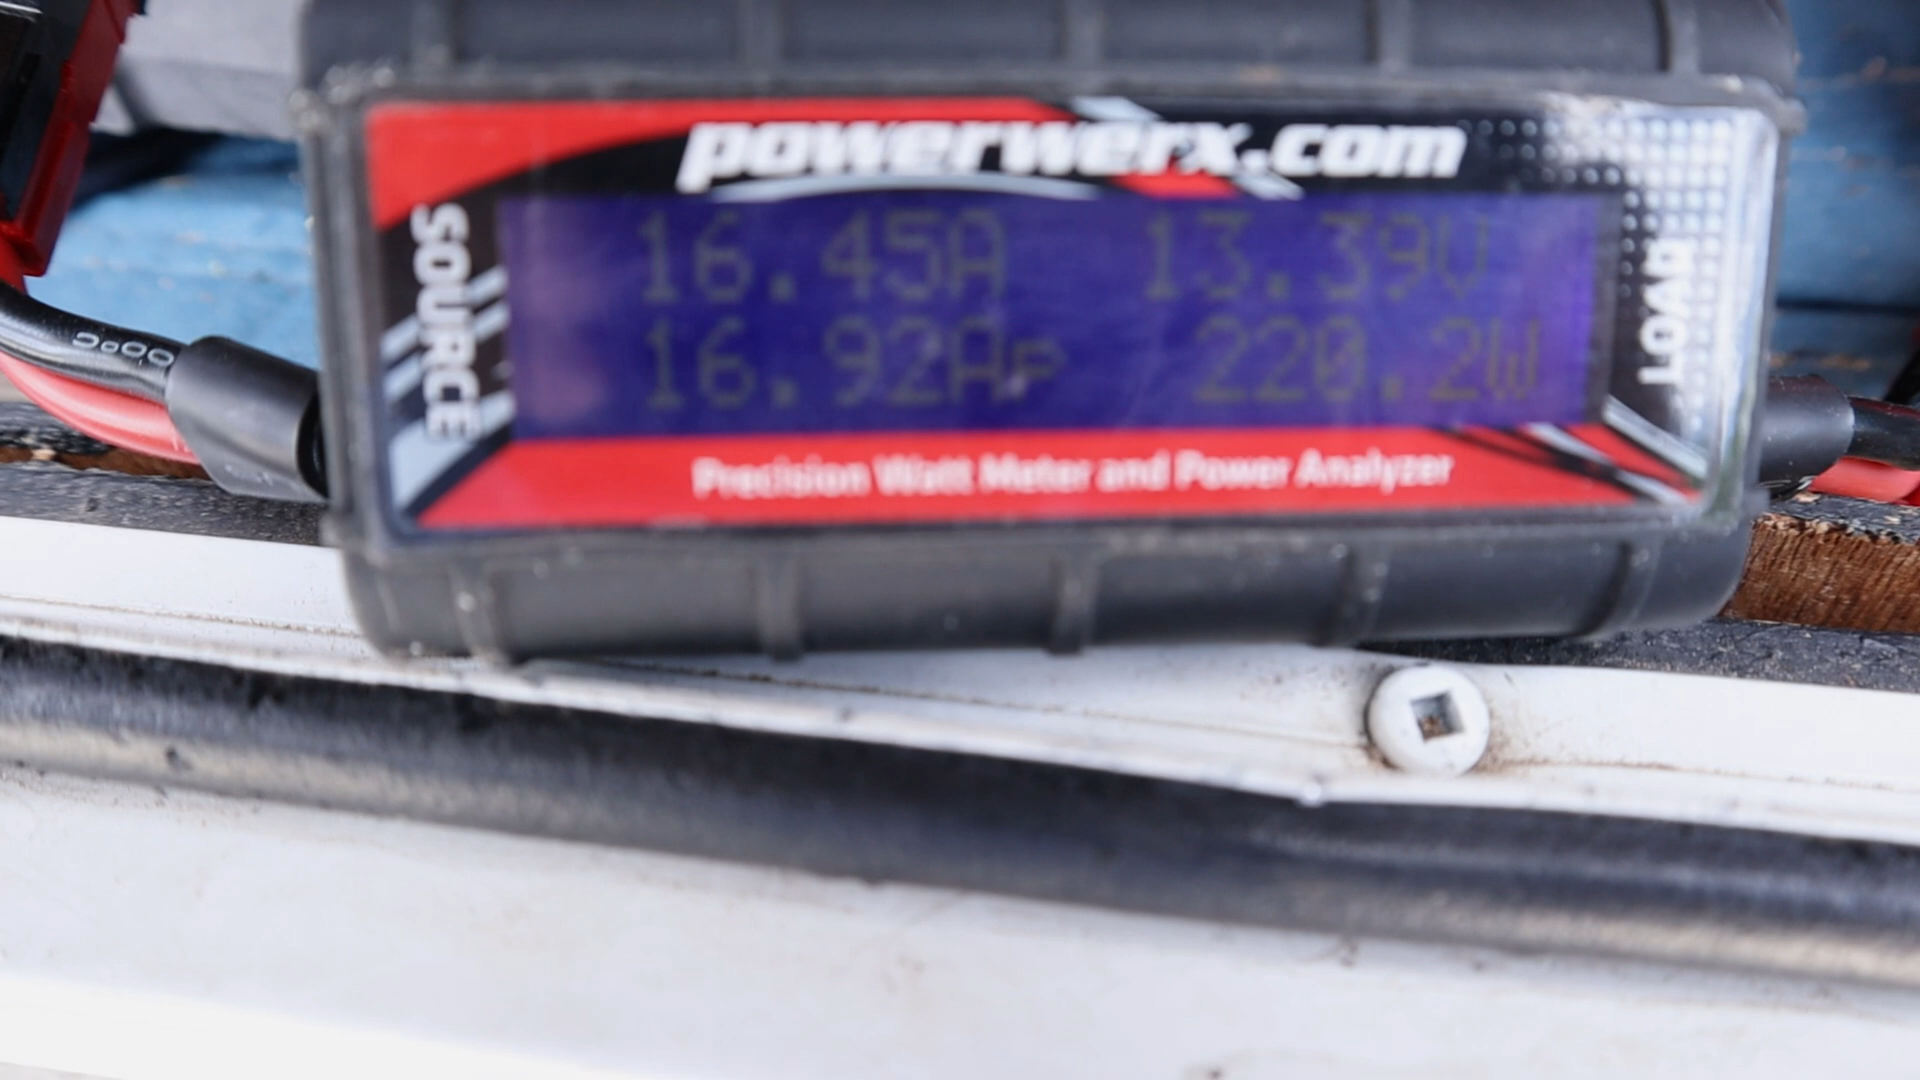 powerwerx.com
SOURCE
16.45A 13.39V
16.92Ap 220.2W
LOAD
Precision Watt Meter and Power Analyzer